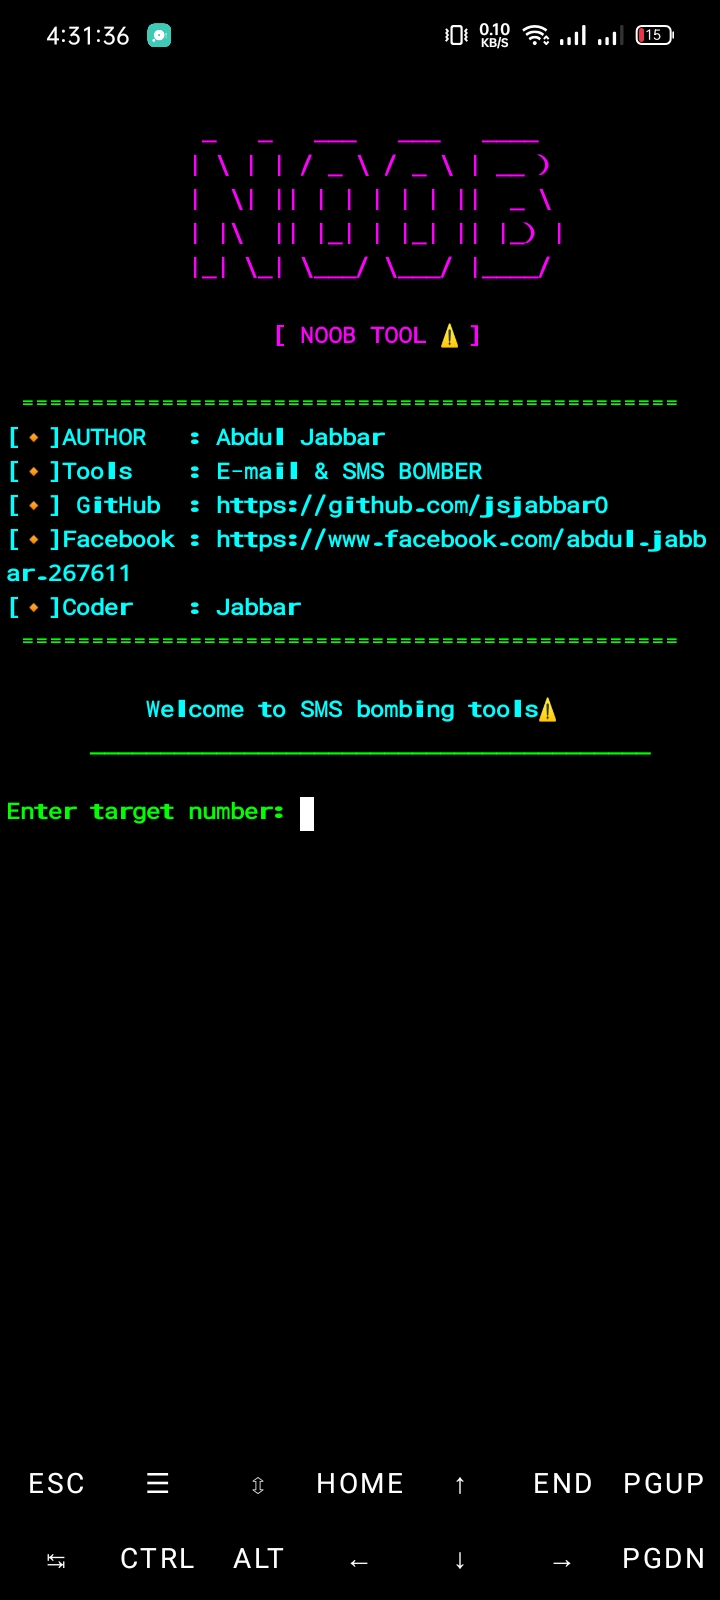 4:31:36 0.10 KB/S 15
NOOB
[ NOOB TOOL ⚠️ ]
===============================================
[🔸]AUTHOR   : Abdul Jabbar
[🔸]Tools    : E-mail & SMS BOMBER
[🔸] GitHub  : https://github.com/jsjabbar0
[🔸]Facebook : https://www.facebook.com/abdul.jabb
ar.267611
[🔸]Coder    : Jabbar
===============================================
Welcome to SMS bombing tools⚠️
Enter target number:
ESC ☰ ⇳ HOME ↑ END PGUP
↹ CTRL ALT ← ↓ → PGDN